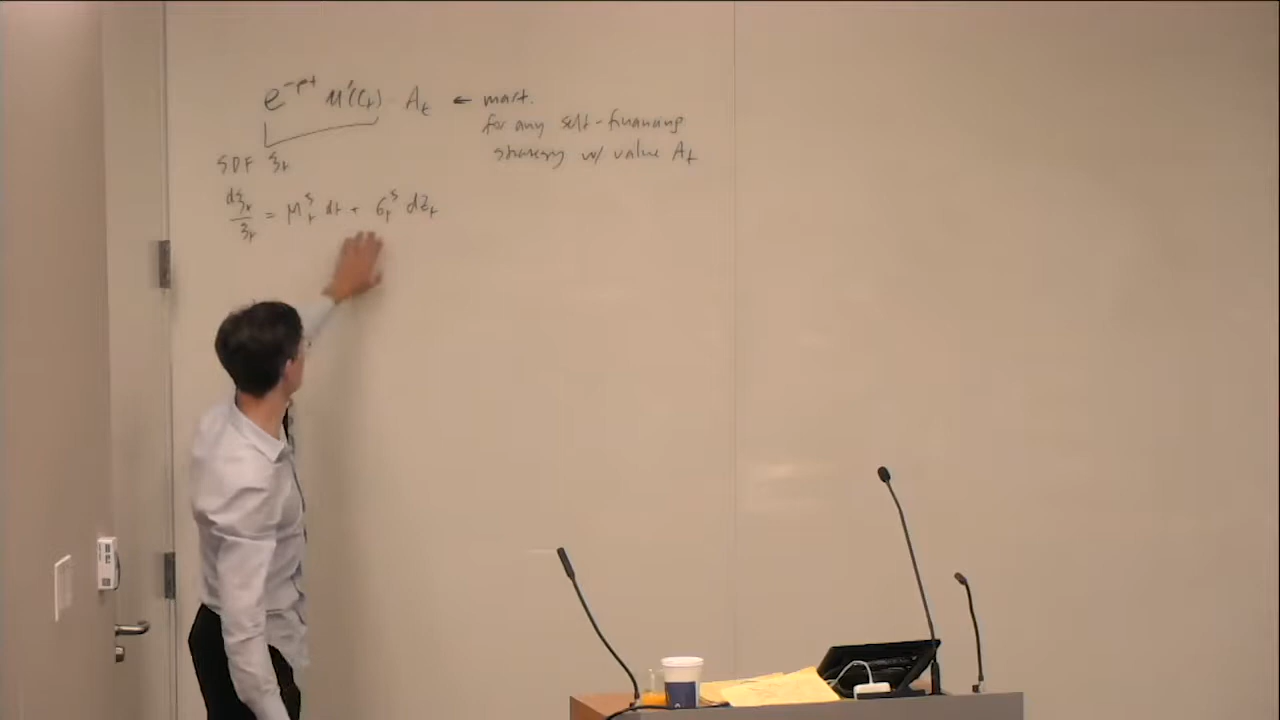 e^{-ρt} u'(C_t) A_t ← mart.
for any self-financing
strategy w/ value A_t
SDF ξ_t
dξ_t/ξ_t = μ_t^ξ dt + σ_t^ξ dZ_t